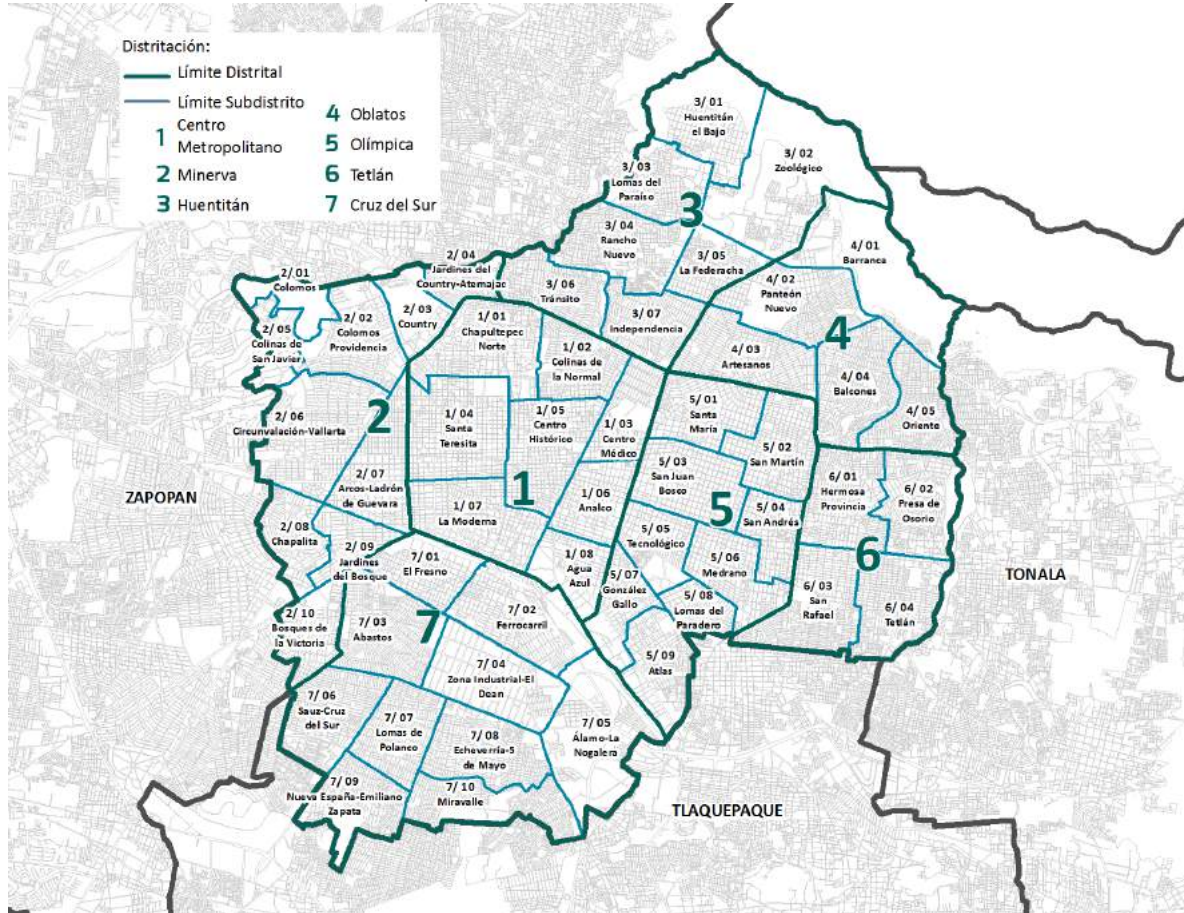 Distritación:
Límite Distrital
Límite Subdistrito
1 Centro
Metropolitano
2 Minerva
3 Huentitán
4 Oblatos
5 Olímpica
6 Tetlán
7 Cruz del Sur
3/ 01
Huentitán
el Bajo
3/ 02
Zoológico
3/ 03
Lomas del
Paraíso
3
3/ 04
Rancho
Nuevo
3/ 05
La Federacha
4/ 01
Barranca
2/ 04
Jardines del
Country-Atemajac
2/ 01
Colomos
3/ 06
Tránsito
4/ 02
Panteón
Nuevo
2/ 03
Country
2/ 02
Colomos
Providencia
1/ 01
Chapultepec
Norte
3/ 07
Independencia
2/ 05
Colinas de
San Javier
1/ 02
Colinas de
la Normal
4
4/ 03
Artesanos
4/ 04
Balcones
2/ 06
Circunvalación-Vallarta
2
1/ 04
Santa
Teresita
1/ 05
Centro
Histórico
1/ 03
Centro
Médico
5/ 01
Santa
María
4/ 05
Oriente
5/ 02
San Martín
2/ 07
Arcos-Ladrón
de Guevara
5/ 03
San Juan
Bosco
6/ 01
Hermosa
Provincia
6/ 02
Presa de
Osorio
ZAPOPAN
1
1/ 07
La Moderna
1/ 06
Analco
5
5/ 04
San Andrés
2/ 08
Chapalita
5/ 05
Tecnológico
2/ 09
Jardines
del Bosque
7/ 01
El Fresno
1/ 08
Agua
Azul
5/ 06
Medrano
6
TONALA
5/ 07
González
Gallo
6/ 03
San
Rafael
5/ 08
Lomas del
Paradero
6/ 04
Tetlán
2/ 10
Bosques de
la Victoria
7/ 03
Abastos
7
7/ 02
Ferrocarril
5/ 09
Atlas
7/ 04
Zona Industrial-El
Dean
7/ 06
Sauz-Cruz
del Sur
7/ 07
Lomas de
Polanco
7/ 05
Álamo-La
Nogalera
7/ 08
Echeverría-5
de Mayo
7/ 09
Nueva España-Emiliano
Zapata
7/ 10
Miravalle
TLAQUEPAQUE